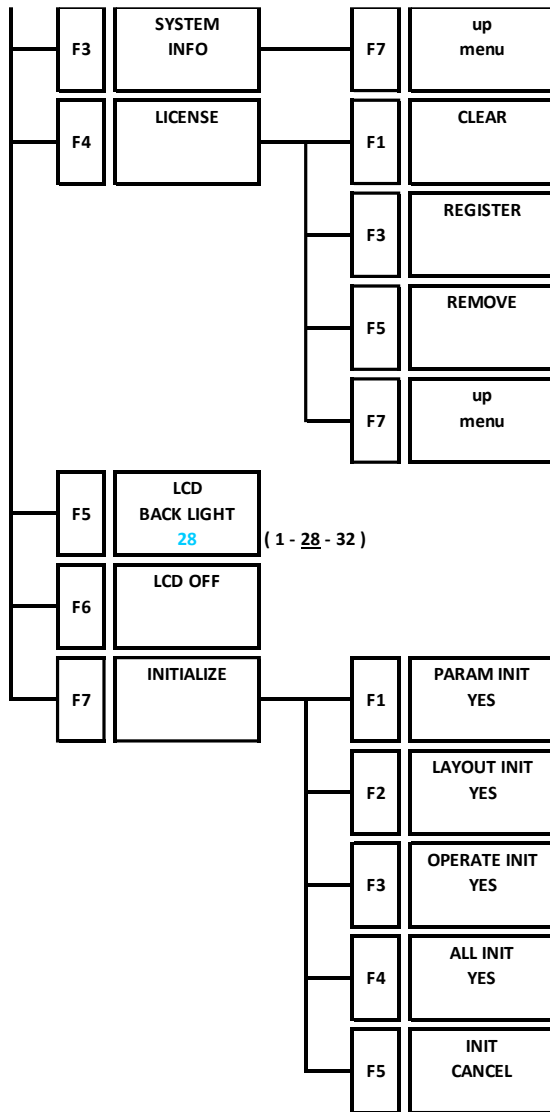 F3
SYSTEM
INFO
F7
up
menu
F4
LICENSE
F1
CLEAR
F3
REGISTER
F5
REMOVE
F7
up
menu
F5
LCD
BACK LIGHT
28
( 1 - 28 - 32 )
F6
LCD OFF
F7
INITIALIZE
F1
PARAM INIT
YES
F2
LAYOUT INIT
YES
F3
OPERATE INIT
YES
F4
ALL INIT
YES
F5
INIT
CANCEL